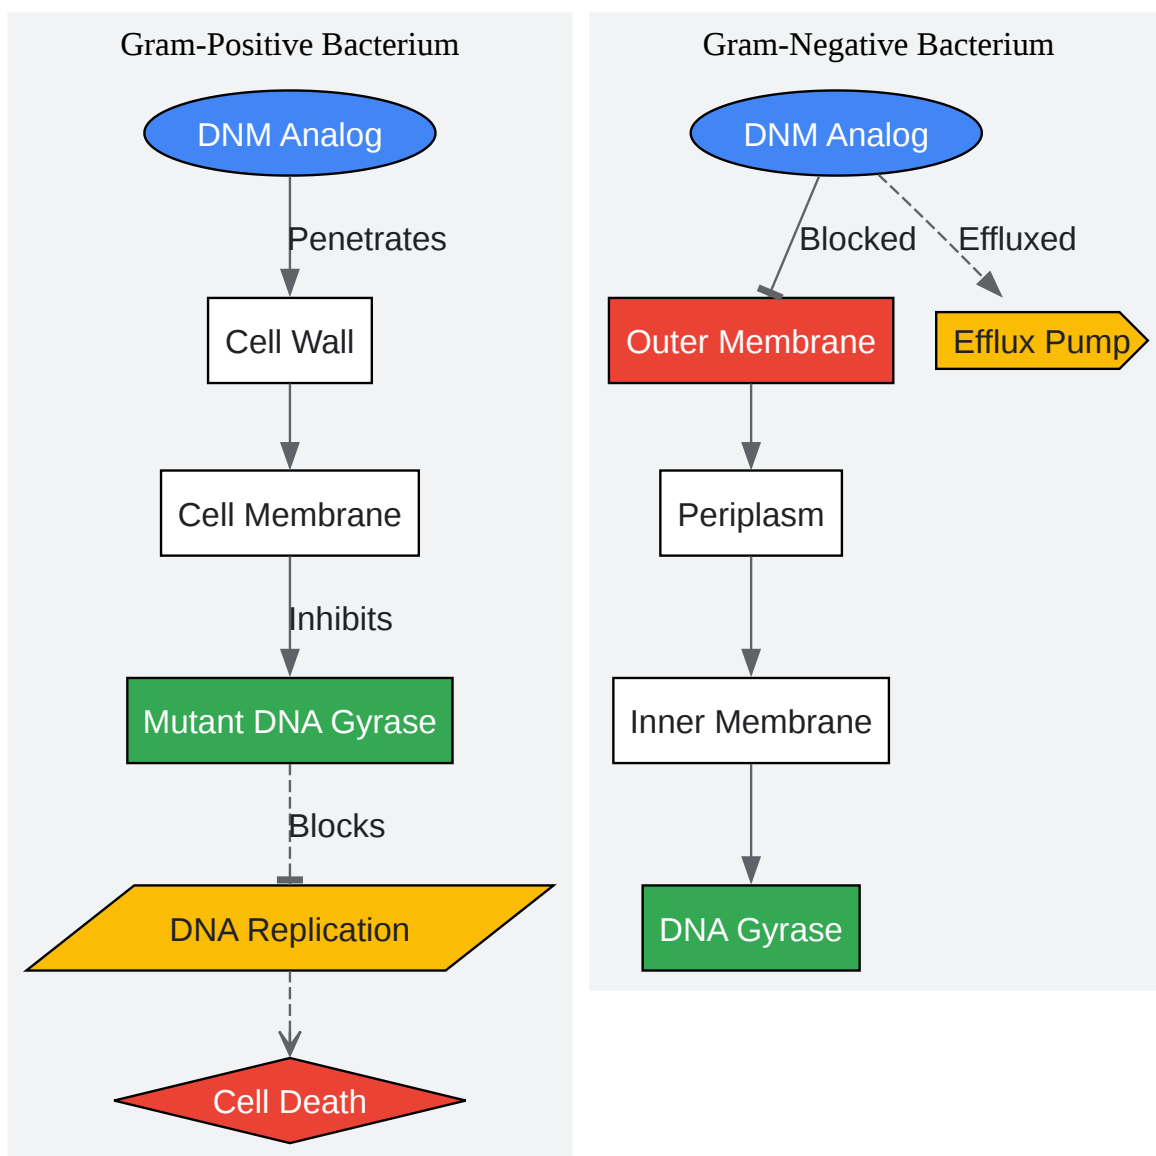 Gram-Positive Bacterium
DNM Analog
Penetrates
Cell Wall
Cell Membrane
Inhibits
Mutant DNA Gyrase
Blocks
DNA Replication
Cell Death
Gram-Negative Bacterium
DNM Analog
Blocked
Effluxed
Outer Membrane
Efflux Pump
Periplasm
Inner Membrane
DNA Gyrase